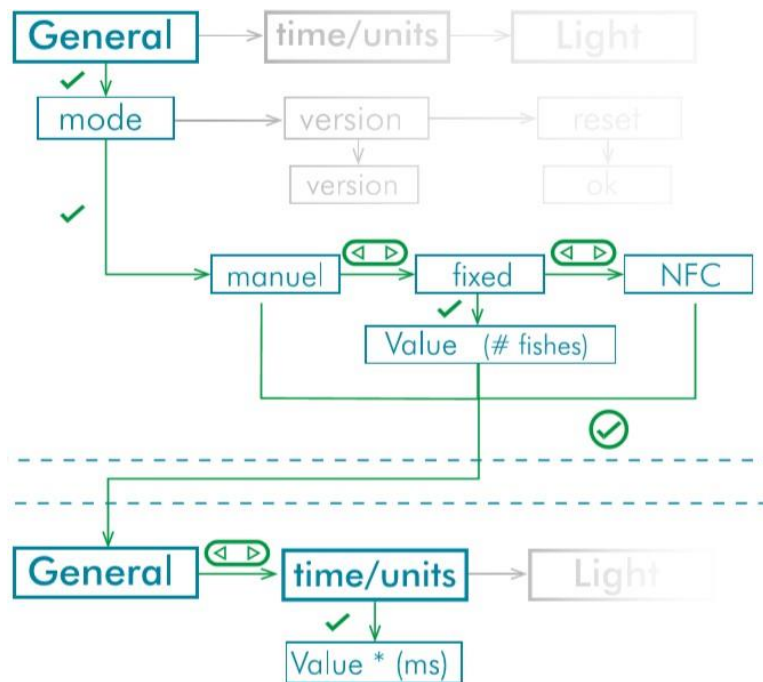 General time/units Light
mode version reset
version ok
manuel fixed NFC
Value (# fishes)
General time/units Light
Value * (ms)